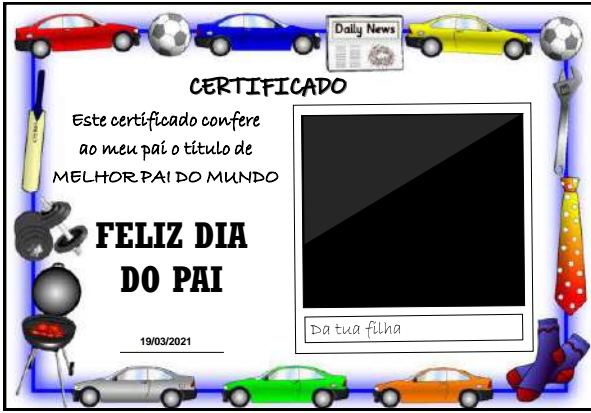 Daily News
CERTIFICADO
Este certificado confere
ao meu pai o título de
MELHOR PAI DO MUNDO
FELIZ DIA
DO PAI
19/03/2021
Da tua filha